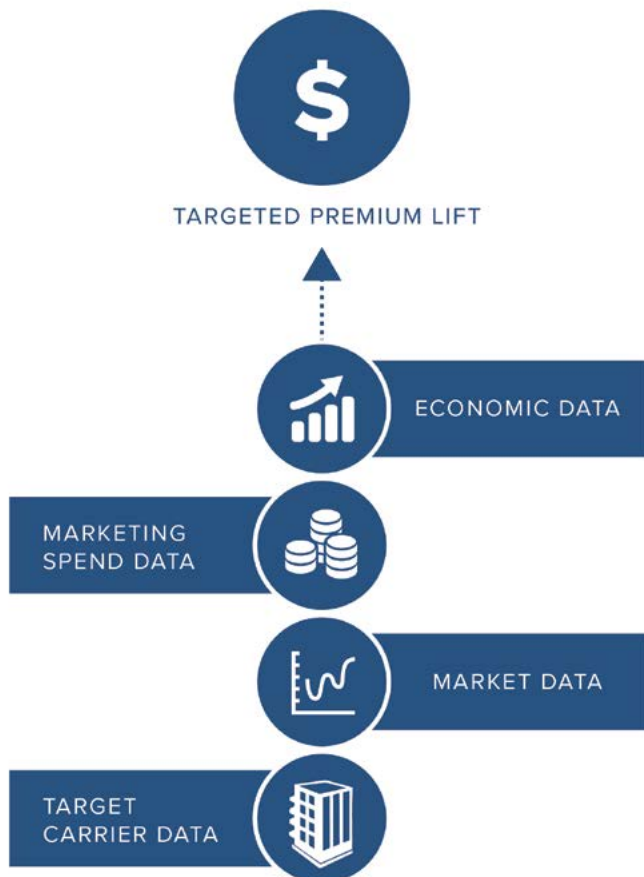 $
TARGETED PREMIUM LIFT
ECONOMIC DATA
MARKETING
SPEND DATA
MARKET DATA
TARGET
CARRIER DATA